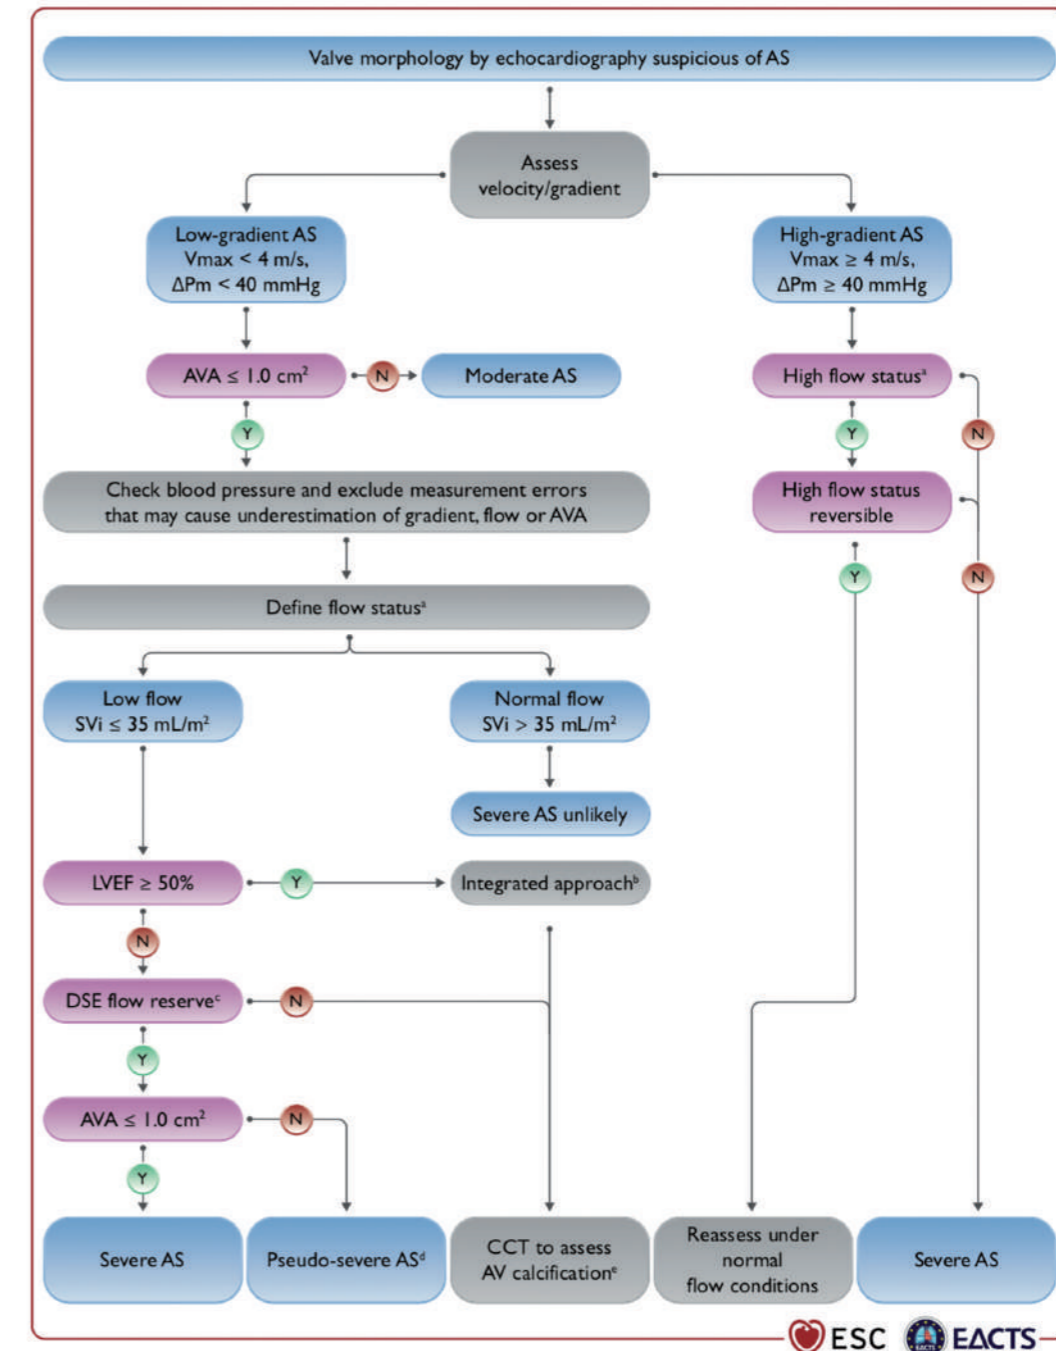 Valve morphology by echocardiography suspicious of AS
Assess
velocity/gradient
Low-gradient AS
Vmax < 4 m/s,
ΔPm < 40 mmHg
High-gradient AS
Vmax ≥ 4 m/s,
ΔPm ≥ 40 mmHg
AVA ≤ 1.0 cm²
N
Moderate AS
High flow statusᵃ
Y
Y
N
Check blood pressure and exclude measurement errors
that may cause underestimation of gradient, flow or AVA
High flow status
reversible
Y
N
Define flow statusᵃ
Low flow
SVi ≤ 35 mL/m²
Normal flow
SVi > 35 mL/m²
Severe AS unlikely
LVEF ≥ 50%
Y
Integrated approachᵇ
N
DSE flow reserveᶜ
N
Y
AVA ≤ 1.0 cm²
N
Y
Severe AS
Pseudo-severe ASᵈ
CCT to assess
AV calcificationᵉ
Reassess under
normal
flow conditions
Severe AS
ESC
EACTS